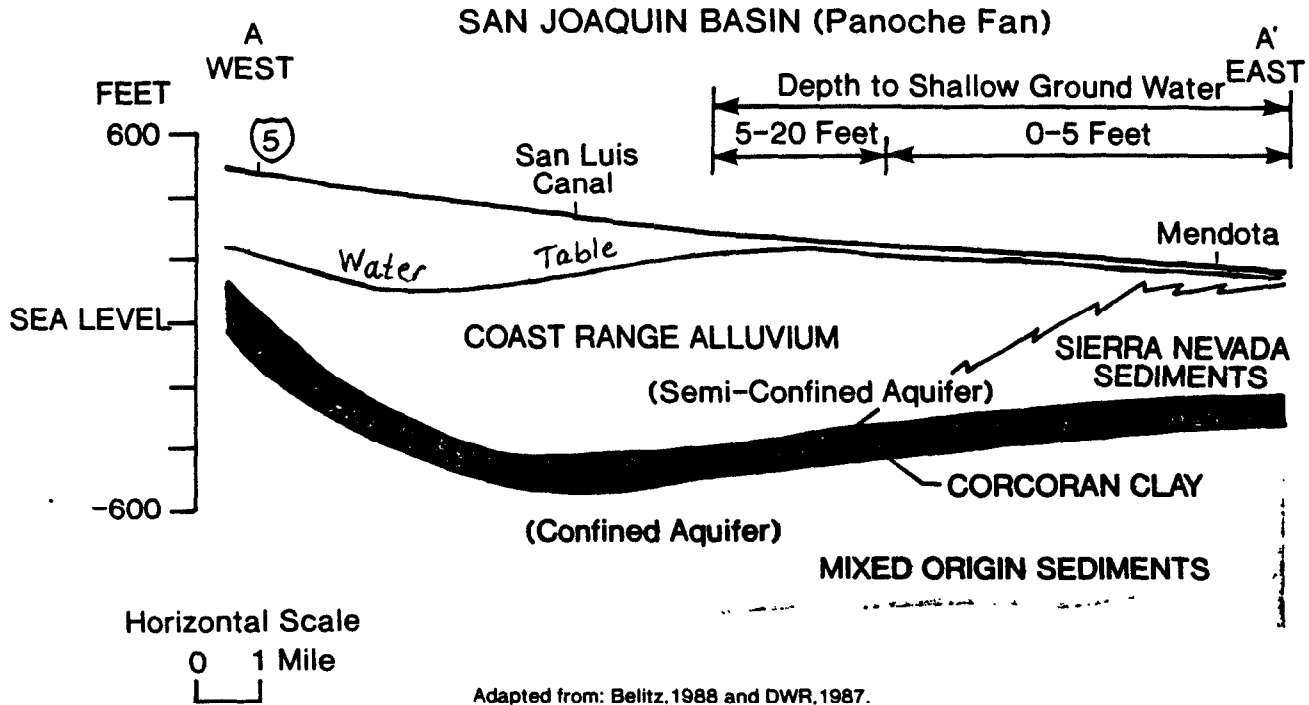 SAN JOAQUIN BASIN (Panoche Fan)
A
WEST
A'
EAST
FEET
Depth to Shallow Ground Water
600
5
5-20 Feet
0-5 Feet
San Luis
Canal
Mendota
Water Table
SEA LEVEL
COAST RANGE ALLUVIUM
SIERRA NEVADA
SEDIMENTS
(Semi-Confined Aquifer)
CORCORAN CLAY
-600
(Confined Aquifer)
MIXED ORIGIN SEDIMENTS
Horizontal Scale
0 1 Mile
Adapted from: Belitz,1988 and DWR,1987.